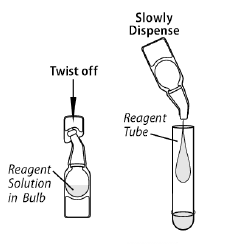 Slowly
Dispense
Twist off
Reagent
Tube
Reagent
Solution
in Bulb